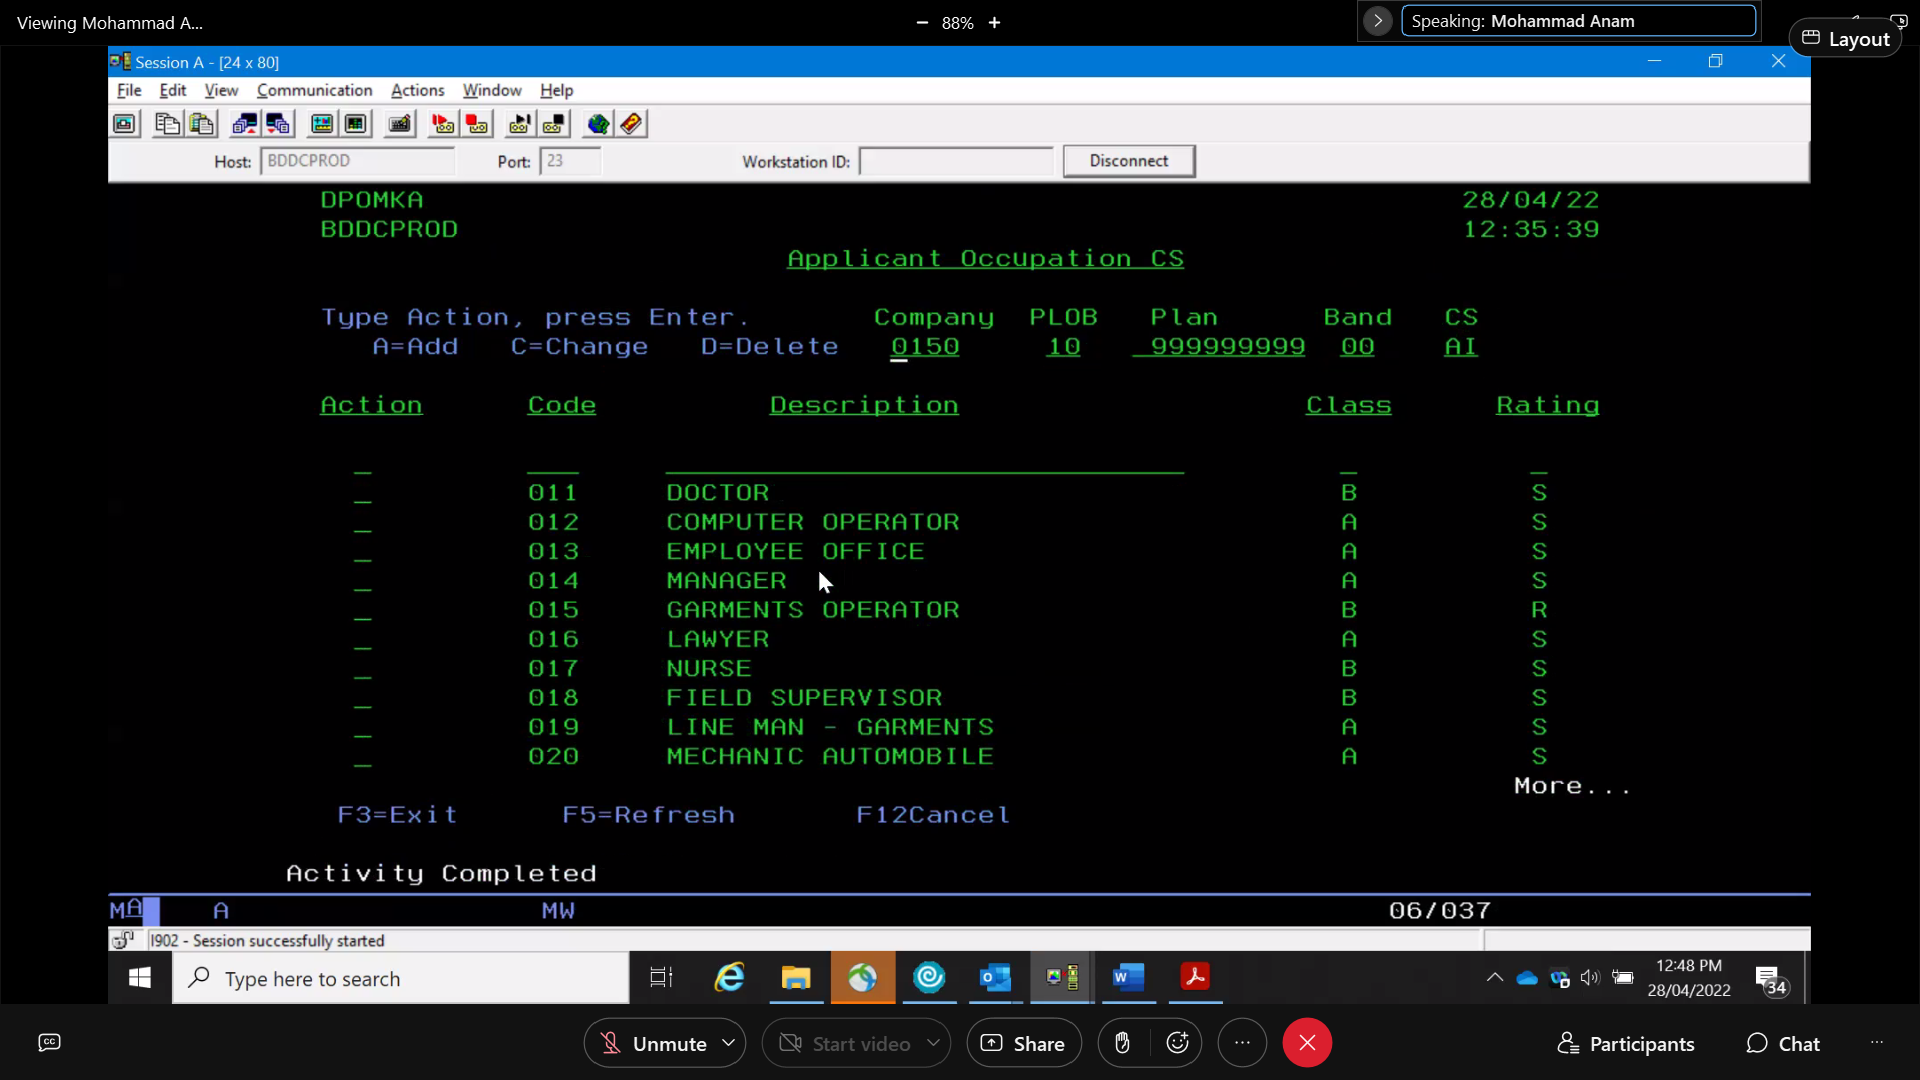 Viewing Mohammad A...
88%
Speaking: Mohammad Anam
Layout
Session A - [24 x 80]
File Edit View Communication Actions Window Help
Host: BDDCPROD Port: 23 Workstation ID: Disconnect
DPOMKA 28/04/22
BDDCPROD 12:35:39
Applicant Occupation CS
Type Action, press Enter. Company PLOB Plan Band CS
A=Add C=Change D=Delete 0150 10 999999999 00 AI
Action Code Description Class Rating
011 DOCTOR B S
012 COMPUTER OPERATOR A S
013 EMPLOYEE OFFICE A S
014 MANAGER A S
015 GARMENTS OPERATOR B R
016 LAWYER A S
017 NURSE B S
018 FIELD SUPERVISOR B S
019 LINE MAN - GARMENTS A S
020 MECHANIC AUTOMOBILE A S
More...
F3=Exit F5=Refresh F12Cancel
Activity Completed
MA A MW 06/037
I902 - Session successfully started
Type here to search
12:48 PM
28/04/2022
34
CC Unmute Start video Share Participants Chat